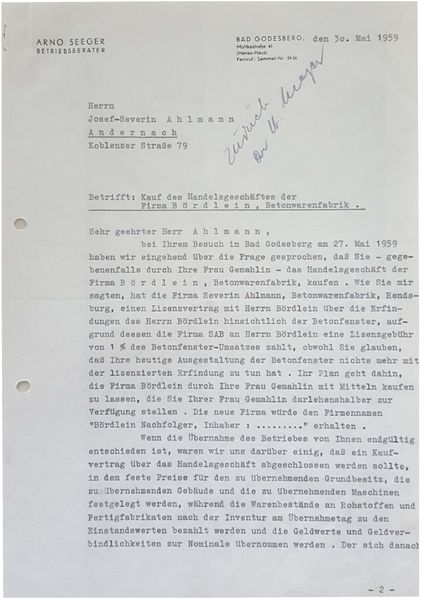 ARNO SEEGER
BETRIEBSBERATER
BAD GODESBERG, den 30. Mai 1959
Moltkestraße 41
(Hansa-Haus)
Fernruf: Sammel-Nr. 5926
Herrn
Josef-Severin A h l m a n n
A n d e r n a c h
Koblenzer Straße 79
zurück
an H. Meyer
Betrifft: Kauf des Handelsgeschäftes der
Firma B ö r d l e i n , Betonwarenfabrik .
Sehr geehrter Herr A h l m a n n ,
bei Ihrem Besuch in Bad Godesberg am 27. Mai 1959
haben wir eingehend über die Frage gesprochen, daß Sie - gege-
benenfalls durch Ihre Frau Gemahlin - das Handelsgeschäft der
Firma B ö r d l e i n , Betonwarenfabrik, kaufen . Wie Sie mir
sagten, hat die Firma Severin Ahlmann, Betonwarenfabrik, Rends-
burg, einen Lizenzvertrag mit Herrn Bördlein über die Erfin-
dungen des Herrn Bördlein hinsichtlich der Betonfenster, auf-
grund dessen die Firma SAB an Herrn Bördlein eine Lizenzgebühr
von 1 % des Betonfenster-Umsatzes zahlt, obwohl Sie glauben,
daß Ihre heutige Ausgestaltung der Betonfenster nichts mehr mit
der lizensierten Erfindung zu tun hat . Ihr Plan geht dahin,
die Firma Bördlein durch Ihre Frau Gemahlin mit Mitteln kaufen
zu lassen, die Sie Ihrer Frau Gemahlin darlehenshalber zur
Verfügung stellen . Die neue Firma würde den Firmennamen
"Bördlein Nachfolger, Inhaber : ........." erhalten .
Wenn die Übernahme des Betriebes von Ihnen endgültig
entschieden ist, waren wir uns darüber einig, daß ein Kauf-
vertrag über das Handelsgeschäft abgeschlossen werden sollte,
in dem feste Preise für den zu übernehmenden Grundbesitz, die
zu übernehmenden Gebäude und die zu übernehmenden Maschinen
festgelegt werden, während die Warenbestände an Rohstoffen und
Fertigfabrikaten nach der Inventur am Übernahmetag zu den
Einstandswerten bezahlt werden und die Geldwerte und Geldver-
bindlichkeiten zur Nominale übernommen werden . Der sich danach
- 2 -